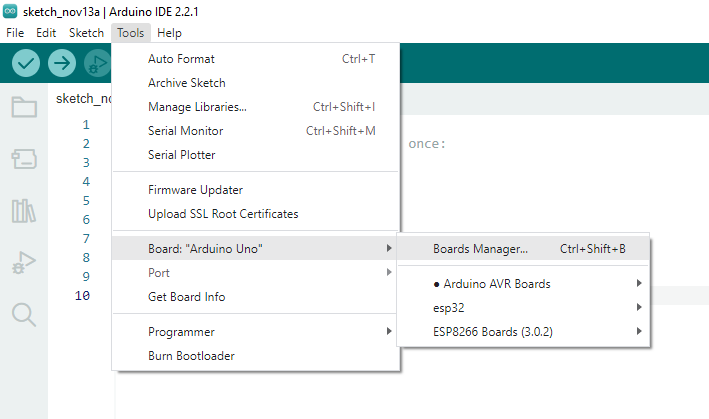 sketch_nov13a | Arduino IDE 2.2.1
File Edit Sketch Tools Help
Auto Format Ctrl+T
sketch_no
Archive Sketch
Manage Libraries... Ctrl+Shift+I
Serial Monitor Ctrl+Shift+M
Serial Plotter
Firmware Updater
Upload SSL Root Certificates
Board: "Arduino Uno"
Port
Get Board Info
Programmer
Burn Bootloader
Boards Manager... Ctrl+Shift+B
● Arduino AVR Boards
esp32
ESP8266 Boards (3.0.2)
1
2 once:
3
4
5
6
7
8
9
10